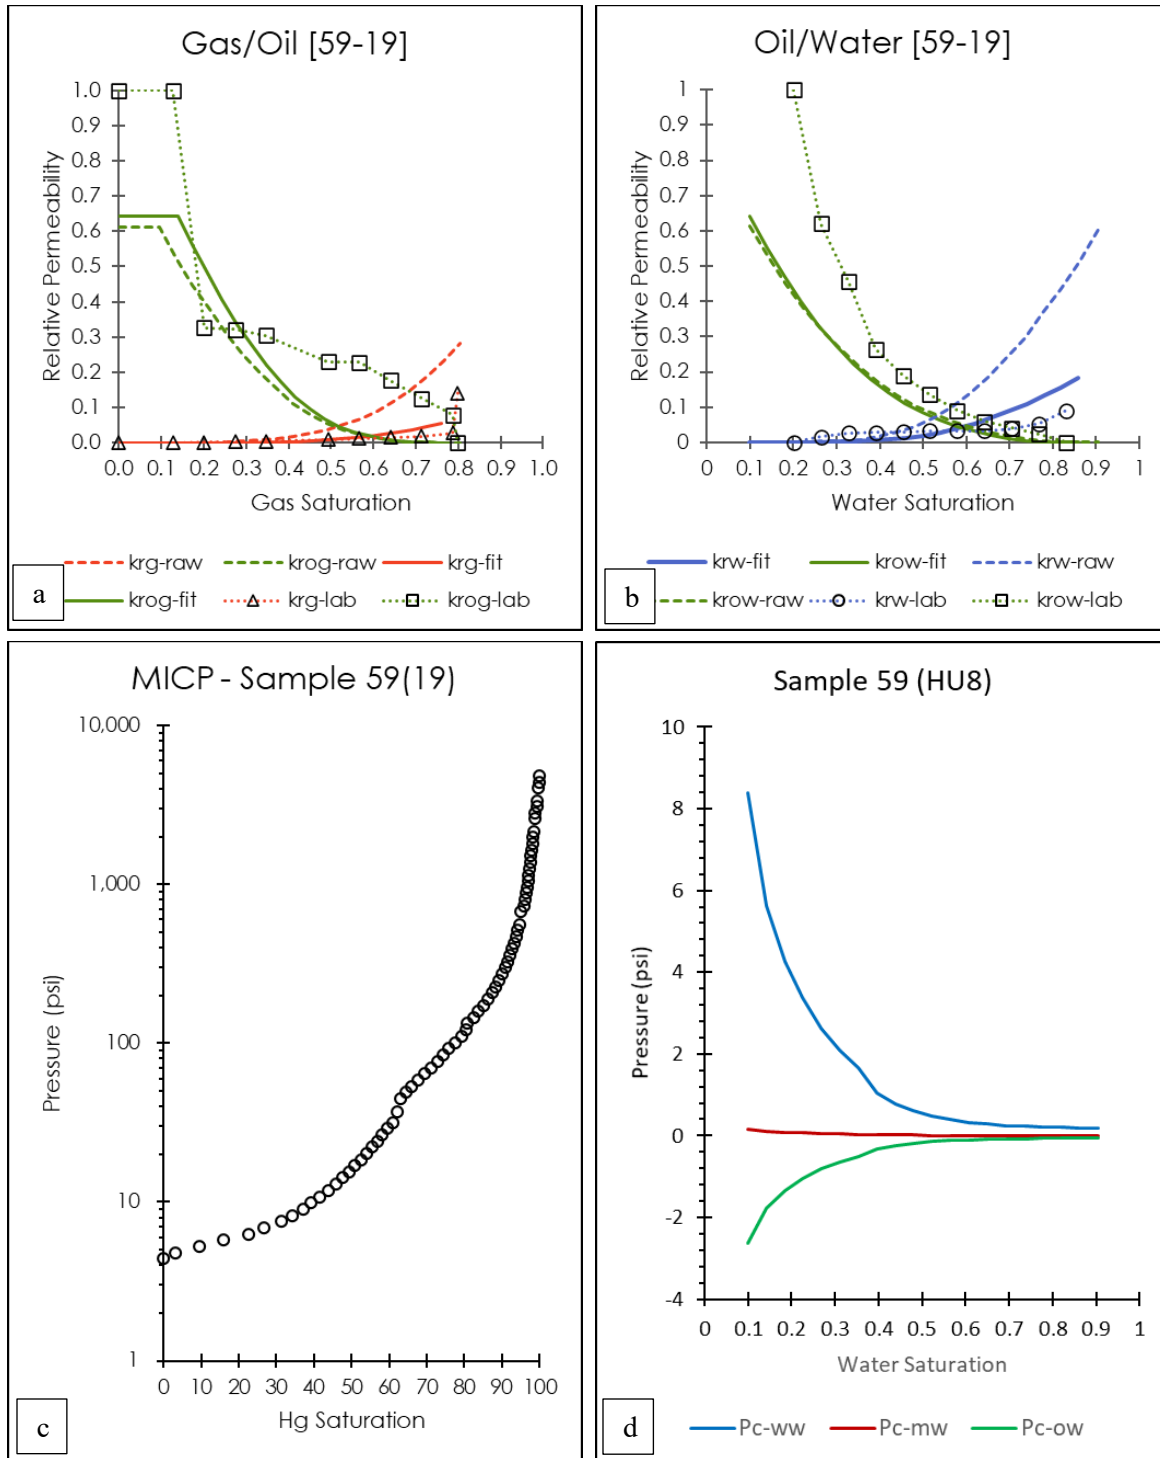 Gas/Oil [59-19]
Relative Permeability
1.0
0.9
0.8
0.7
0.6
0.5
0.4
0.3
0.2
0.1
0.0
0.0 0.1 0.2 0.3 0.4 0.5 0.6 0.7 0.8 0.9 1.0
Gas Saturation
krg-raw krog-raw krg-fit
krog-fit krg-lab krog-lab
a
Oil/Water [59-19]
Relative Permeability
1
0.9
0.8
0.7
0.6
0.5
0.4
0.3
0.2
0.1
0
0 0.1 0.2 0.3 0.4 0.5 0.6 0.7 0.8 0.9 1
Water Saturation
krw-fit krow-fit krw-raw
krow-raw krw-lab krow-lab
b
MICP - Sample 59(19)
Pressure (psi)
10,000
1,000
100
10
1
0 10 20 30 40 50 60 70 80 90 100
Hg Saturation
c
Sample 59 (HU8)
Pressure (psi)
10
8
6
4
2
0
-2
-4
0 0.1 0.2 0.3 0.4 0.5 0.6 0.7 0.8 0.9 1
Water Saturation
Pc-ww Pc-mw Pc-ow
d